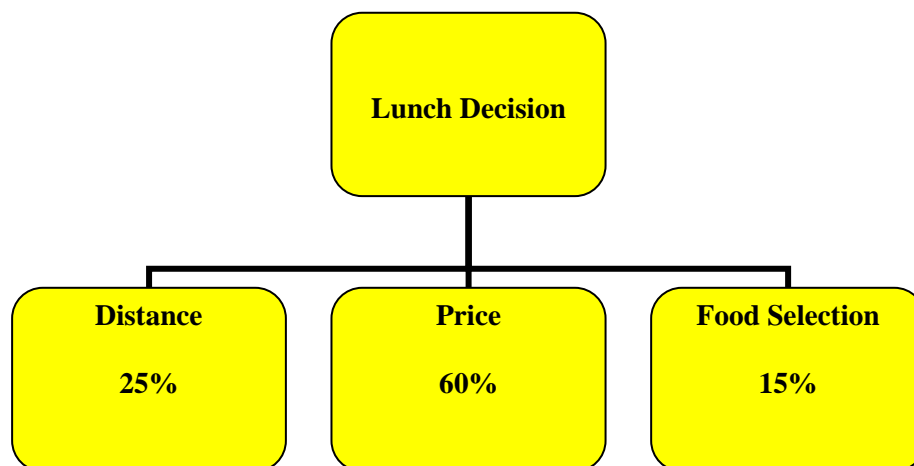 Lunch Decision
Distance
25%
Price
60%
Food Selection
15%